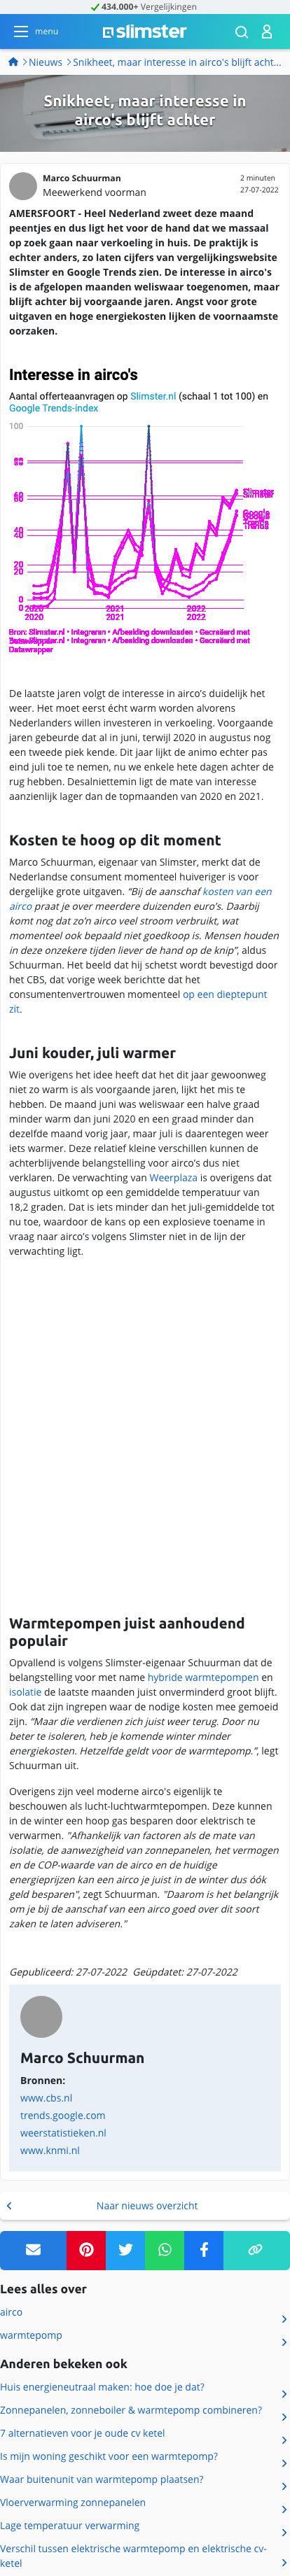 434.000+ Vergelijkingen
menu
slimster
Nieuws
Snikheet, maar interesse in airco's blijft acht...
Snikheet, maar interesse in
airco's blijft achter
Marco Schuurman
Meewerkend voorman
2 minuten
27-07-2022
AMERSFOORT - Heel Nederland zweet deze maand
peentjes en dus ligt het voor de hand dat we massaal
op zoek gaan naar verkoeling in huis. De praktijk is
echter anders, zo laten cijfers van vergelijkingswebsite
Slimster en Google Trends zien. De interesse in airco's
is de afgelopen maanden weliswaar toegenomen, maar
blijft achter bij voorgaande jaren. Angst voor grote
uitgaven en hoge energiekosten lijken de voornaamste
oorzaken.
Interesse in airco's
Aantal offerteaanvragen op Slimster.nl (schaal 1 tot 100) en
Google Trends-index
100
40
20
0
Slimster
Google
Trends
2020
2021
2022
Bron: Slimster.nl • Integreren • Afbeelding downloaden • Gecreëerd met
Datawrapper
De laatste jaren volgt de interesse in airco’s duidelijk het
weer. Het moet eerst écht warm worden alvorens
Nederlanders willen investeren in verkoeling. Voorgaande
jaren gebeurde dat al in juni, terwijl 2020 in augustus nog
een tweede piek kende. Dit jaar lijkt de animo echter pas
eind juli toe te nemen, nu we enkele hete dagen achter de
rug hebben. Desalniettemin ligt de mate van interesse
aanzienlijk lager dan de topmaanden van 2020 en 2021.
Kosten te hoog op dit moment
Marco Schuurman, eigenaar van Slimster, merkt dat de
Nederlandse consument momenteel huiveriger is voor
dergelijke grote uitgaven. “Bij de aanschaf kosten van een
airco praat je over meerdere duizenden euro’s. Daarbij
komt nog dat zo’n airco veel stroom verbruikt, wat
momenteel ook bepaald niet goedkoop is. Mensen houden
in deze onzekere tijden liever de hand op de knip”, aldus
Schuurman. Het beeld dat hij schetst wordt bevestigd door
het CBS, dat vorige week berichtte dat het
consumentenvertrouwen momenteel op een dieptepunt
zit.
Juni kouder, juli warmer
Wie overigens het idee heeft dat het dit jaar gewoonweg
niet zo warm is als voorgaande jaren, lijkt het mis te
hebben. De maand juni was weliswaar een halve graad
minder warm dan juni 2020 en een graad minder dan
dezelfde maand vorig jaar, maar juli is daarentegen weer
iets warmer. Deze relatief kleine verschillen kunnen de
achterblijvende belangstelling voor airco’s dus niet
verklaren. De verwachting van Weerplaza is overigens dat
augustus uitkomt op een gemiddelde temperatuur van
18,2 graden. Dat is iets minder dan het juli-gemiddelde tot
nu toe, waardoor de kans op een explosieve toename in
vraag naar airco’s volgens Slimster niet in de lijn der
verwachting ligt.
Warmtepompen juist aanhoudend
populair
Opvallend is volgens Slimster-eigenaar Schuurman dat de
belangstelling voor met name hybride warmtepompen en
isolatie de laatste maanden juist onverminderd groot blijft.
Ook dat zijn ingrepen waar de nodige kosten mee gemoeid
zijn. “Maar die verdienen zich juist weer terug. Door nu
beter te isoleren, heb je komende winter minder
energiekosten. Hetzelfde geldt voor de warmtepomp.”, legt
Schuurman uit.
Overigens zijn veel moderne airco's eigenlijk te
beschouwen als lucht-luchtwarmtepompen. Deze kunnen
in de winter een hoop gas besparen door elektrisch te
verwarmen. "Afhankelijk van factoren als de mate van
isolatie, de aanwezigheid van zonnepanelen, het vermogen
en de COP-waarde van de airco en de huidige
energieprijzen kan een airco je juist in de winter dus óók
geld besparen", zegt Schuurman. "Daarom is het belangrijk
om je bij de aanschaf van een airco goed over dit soort
zaken te laten adviseren."
Gepubliceerd: 27-07-2022 Geüpdatet: 27-07-2022
Marco Schuurman
Bronnen:
www.cbs.nl
trends.google.com
weerstatistieken.nl
www.knmi.nl
Naar nieuws overzicht
Lees alles over
airco
warmtepomp
Anderen bekeken ook
Huis energieneutraal maken: hoe doe je dat?
Zonnepanelen, zonneboiler & warmtepomp combineren?
7 alternatieven voor je oude cv ketel
Is mijn woning geschikt voor een warmtepomp?
Waar buitenunit van warmtepomp plaatsen?
Vloerverwarming zonnepanelen
Lage temperatuur verwarming
Verschil tussen elektrische warmtepomp en elektrische cv-
ketel